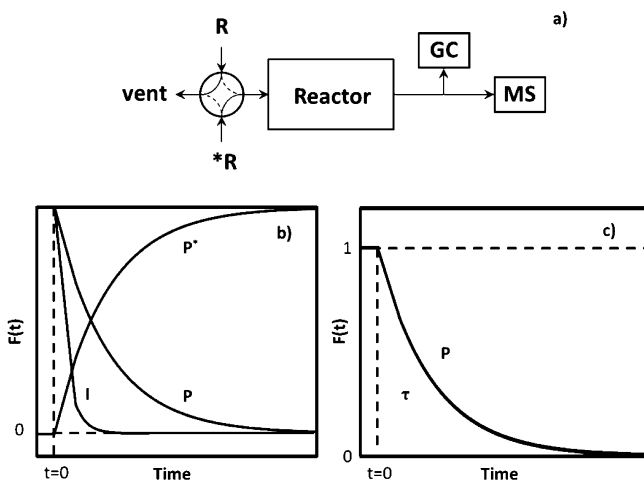 a)
R
GC
vent
Reactor
MS
*R
b)
P*
F(t)
I
P
0
t=0
Time
c)
1
F(t)
P
τ
0
t=0
Time